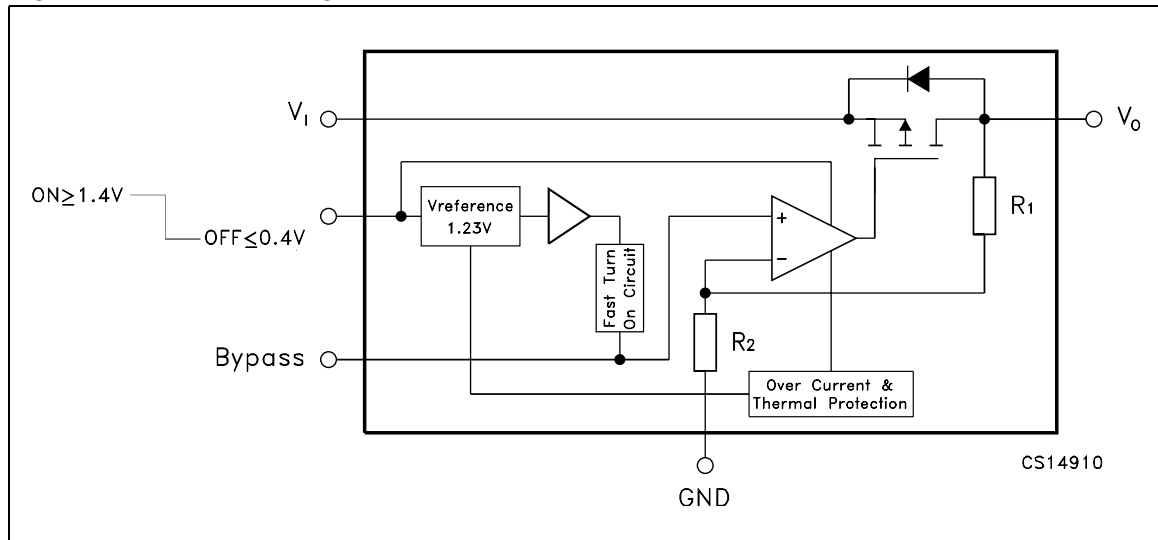 V_I
V_O
ON≥1.4V
OFF≤0.4V
Vreference
1.23V
Fast Turn
On Circuit
+
−
R1
R2
Bypass
Over Current &
Thermal Protection
GND
CS14910